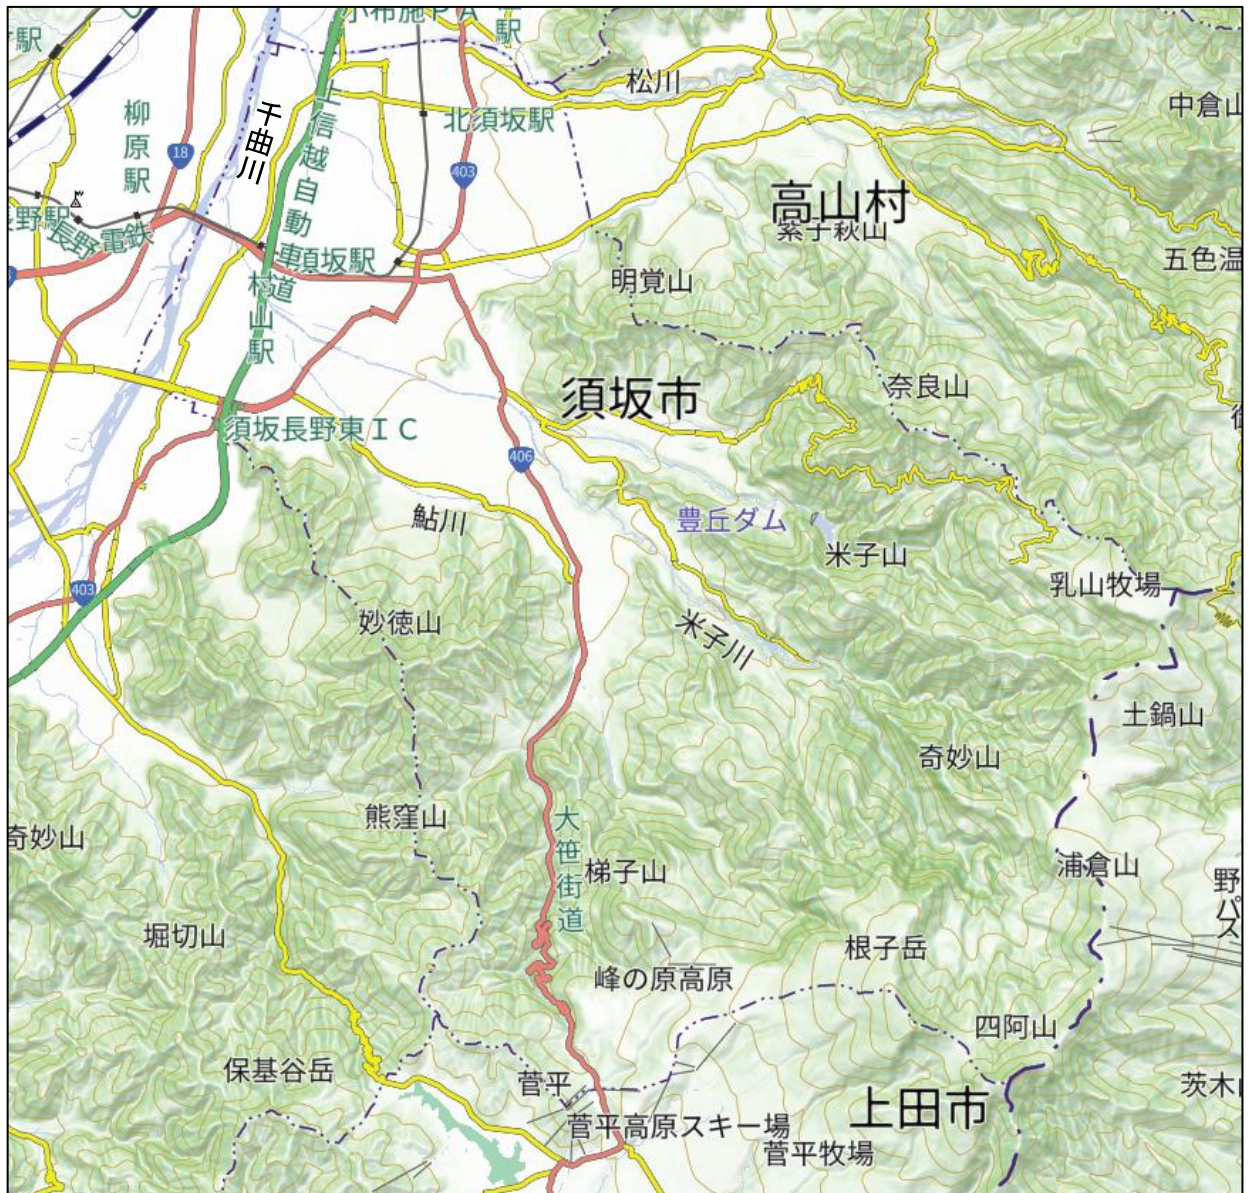 小布施PA
駅
駅
松川
中倉山
柳原駅
千曲川
上信越自動車道
北須坂駅
18
403
高山村
紫子萩山
長野駅
長野電鉄
須坂駅
五色温
明覚山
村山駅
奈良山
須坂市
須坂長野東IC
406
鮎川
豊丘ダム
米子山
乳山牧場
403
妙徳山
米子川
土鍋山
奇妙山
熊窪山
大笹街道
奇妙山
梯子山
浦倉山
野パス
堀切山
根子岳
峰の原高原
四阿山
保基谷岳
菅平
茨木
上田市
菅平高原スキー場
菅平牧場